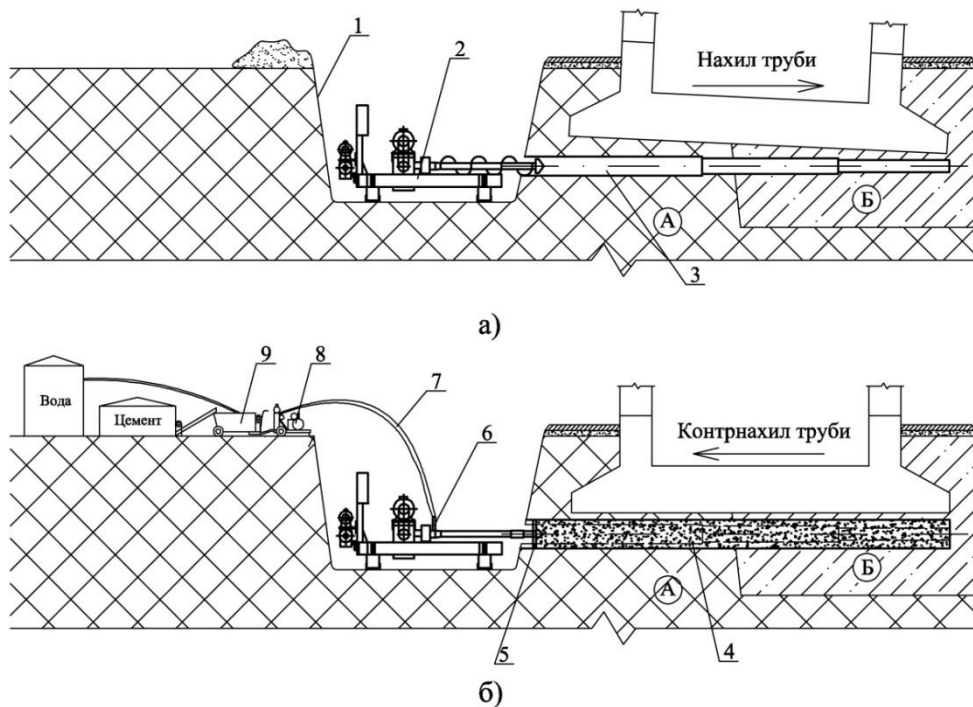 1
2
Нахил труби
А
Б
3
а)
9
8
7
6
Вода
Цемент
Контрнахил труби
А
Б
5
4
б)